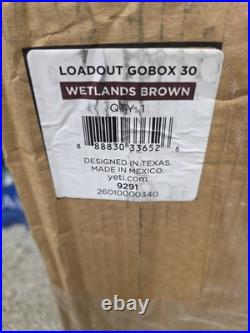 LOADOUT GOBOX 30
WETLANDS BROWN
QTY: 1
8 88830 33652 6
DESIGNED IN TEXAS.
MADE IN MEXICO.
yeti.com
9291
26010000340